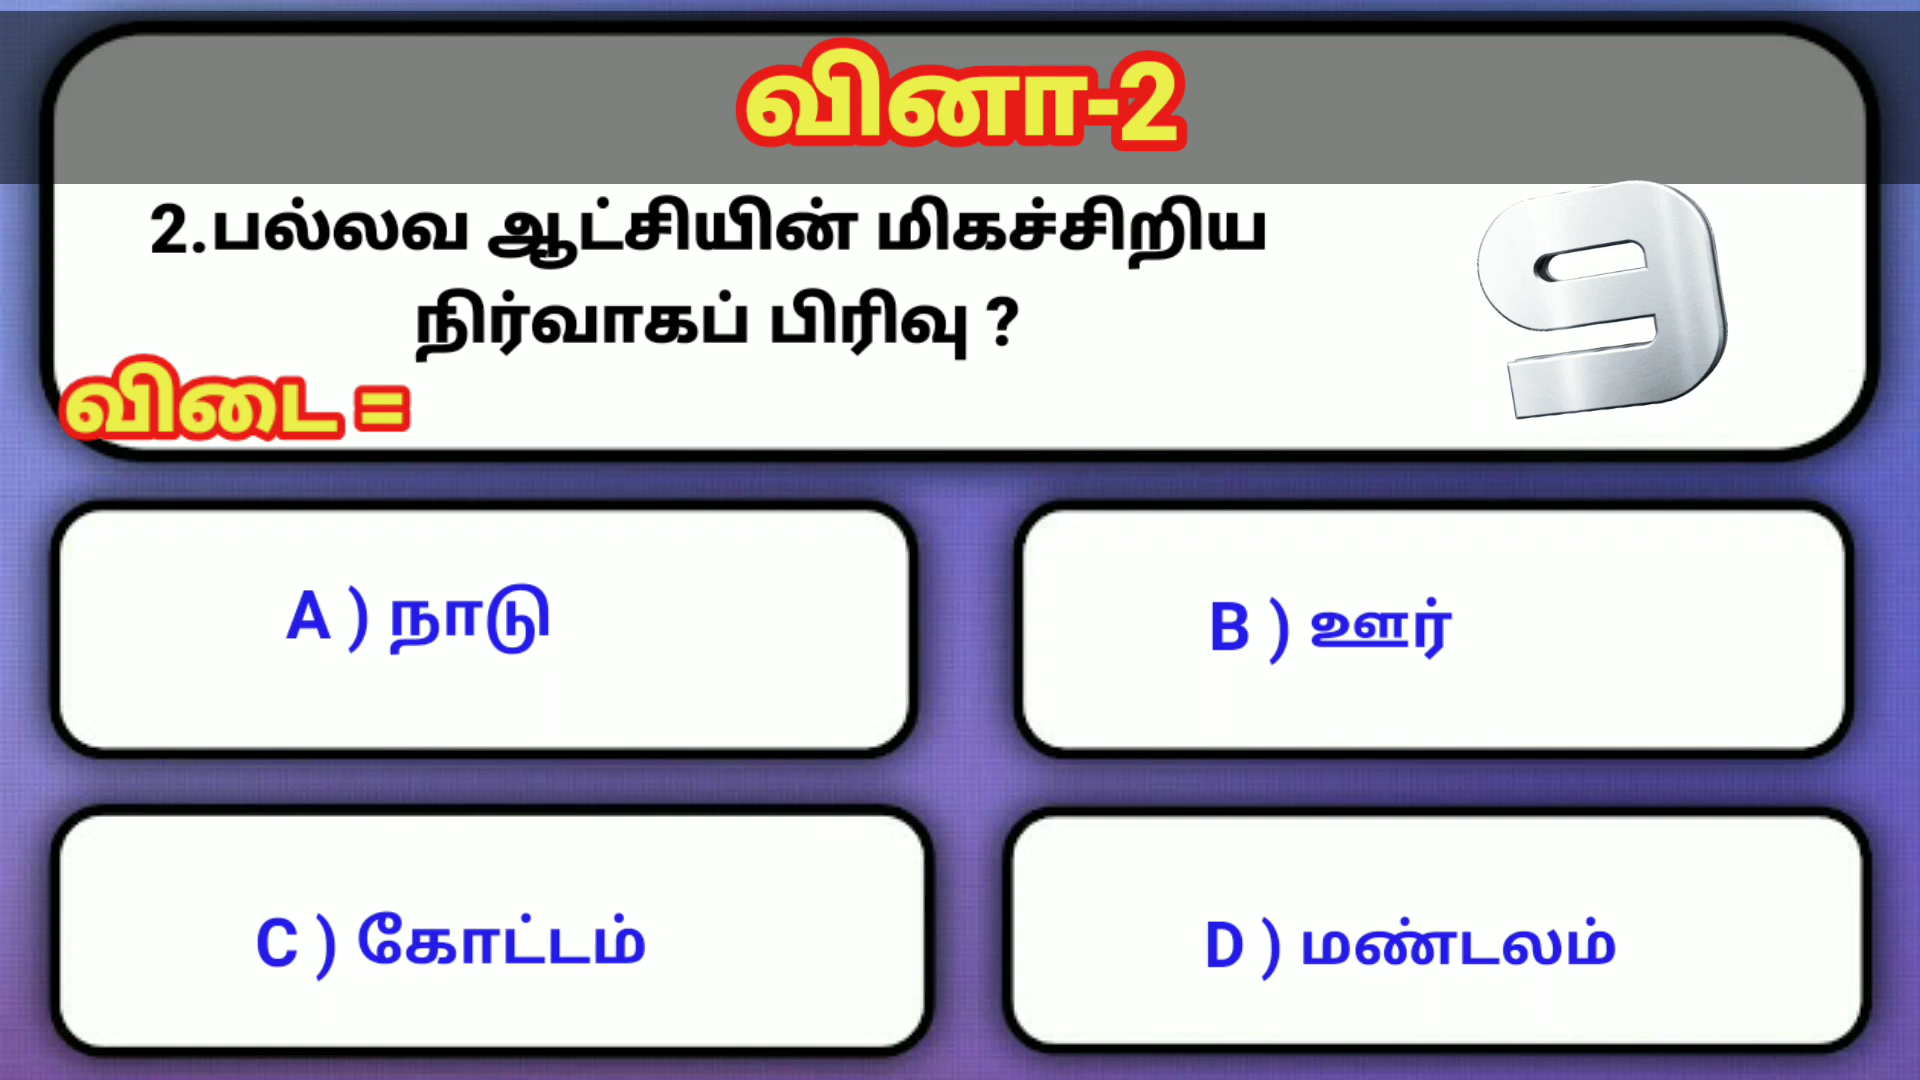 வினா-2
2.பல்லவ ஆட்சியின் மிகச்சிறிய
நிர்வாகப் பிரிவு ?
9
விடை =
A ) நாடு
B ) ஊர்
C ) கோட்டம்
D ) மண்டலம்